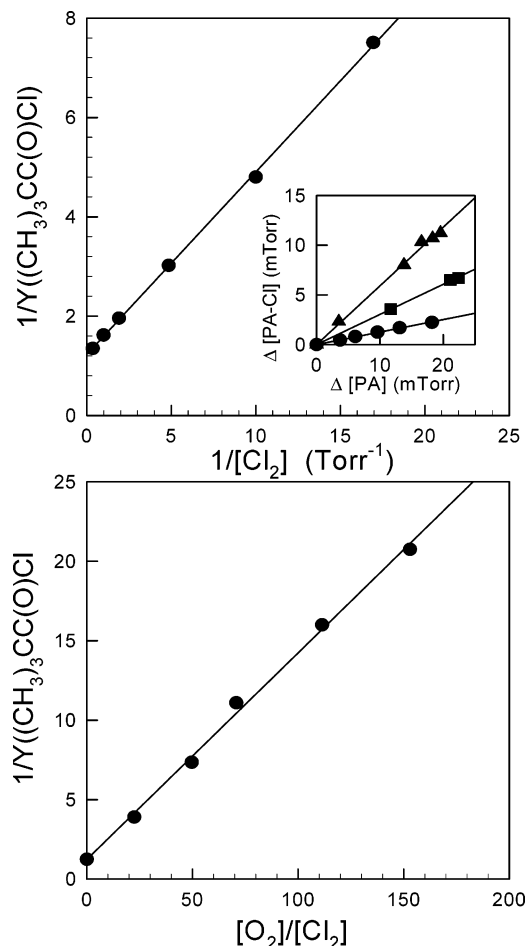 8
6
4
2
0
1/Y((CH₃)₃CC(O)Cl)
15
10
5
0
Δ [PA-Cl] (mTorr)
0 10 20
Δ [PA] (mTorr)
0 5 10 15 20 25
1/[Cl₂] (Torr⁻¹)
25
20
15
10
5
0
1/Y((CH₃)₃CC(O)Cl
0 50 100 150 200
[O₂]/[Cl₂]